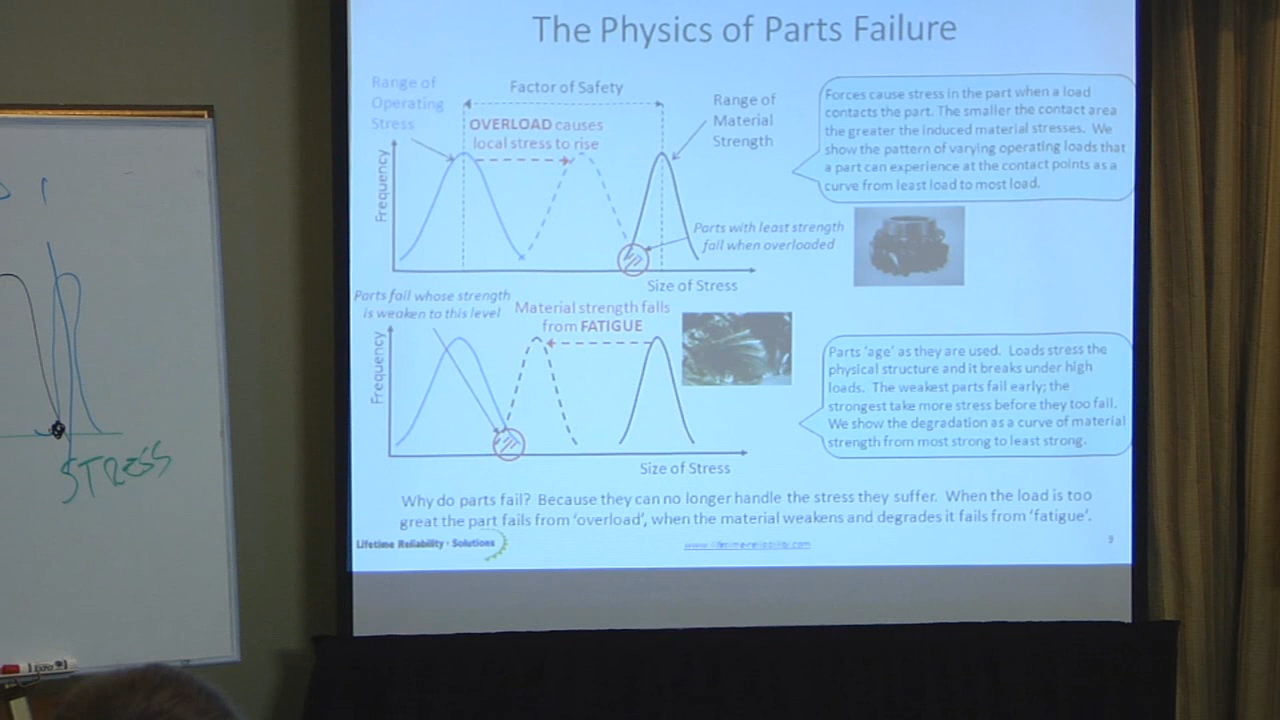 The Physics of Parts Failure
Range of
Operating
Stress
Factor of Safety
OVERLOAD causes
local stress to rise
Range of
Material
Strength
Frequency
Parts with least strength
fail when overloaded
Size of Stress
Forces cause stress in the part when a load
contacts the part. The smaller the contact area
the greater the induced material stresses. We
show the pattern of varying operating loads that
a part can experience at the contact points as a
curve from least load to most load.
Parts fail whose strength
is weaken to this level
Material strength falls
from FATIGUE
Frequency
Size of Stress
Parts 'age' as they are used. Loads stress the
physical structure and it breaks under high
loads. The weakest parts fail early; the
strongest take more stress before they too fail.
We show the degradation as a curve of material
strength from most strong to least strong.
Why do parts fail? Because they can no longer handle the stress they suffer. When the load is too
great the part fails from 'overload', when the material weakens and degrades it fails from 'fatigue'.
Lifetime Reliability - Solutions
www.lifetime-reliability.com
9
STRESS